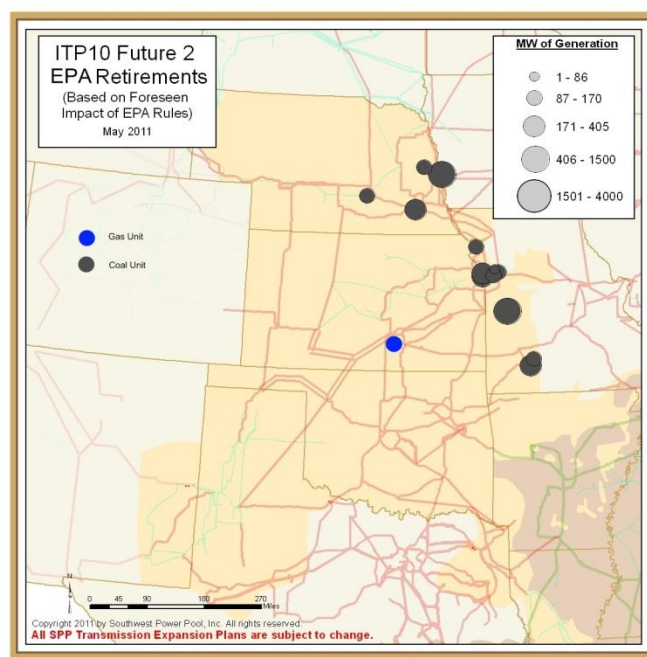 ITP10 Future 2
EPA Retirements
(Based on Foreseen
Impact of EPA Rules)
May 2011
MW of Generation
1 - 86
87 - 170
171 - 405
406 - 1500
1501 - 4000
Gas Unit
Coal Unit
N
0 45 90 180 270
Miles
Copyright 2011 by Southwest Power Pool, Inc. All rights reserved.
All SPP Transmission Expansion Plans are subject to change.